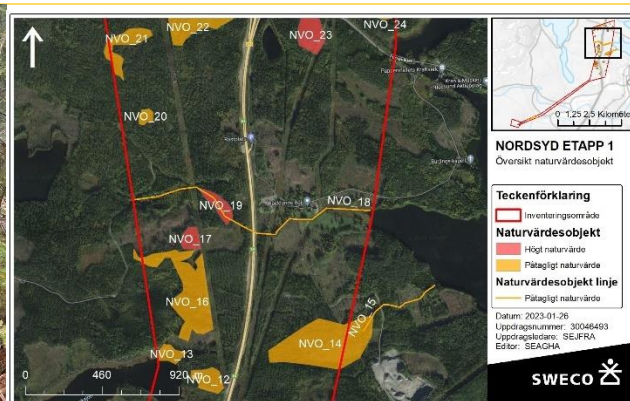 NVO_21
NVO_22
NVO_23
NVO_24
NVO_20
NVO_19
NVO_18
NVO_17
NVO_16
NVO_15
NVO_14
NVO_13
NVO_12
0 460 920 m
0 1,25 2,5 Kilometer
NORDSYD ETAPP 1
Översikt naturvärdesobjekt
Teckenförklaring
Inventeringsområde
Naturvärdesobjekt
Högt naturvärde
Påtagligt naturvärde
Naturvärdesobjekt linje
Påtagligt naturvärde
Datum: 2023-01-26
Uppdragsnummer: 30046493
Uppdragsledare: SEJFRA
Editor: SEAGHA
SWECO